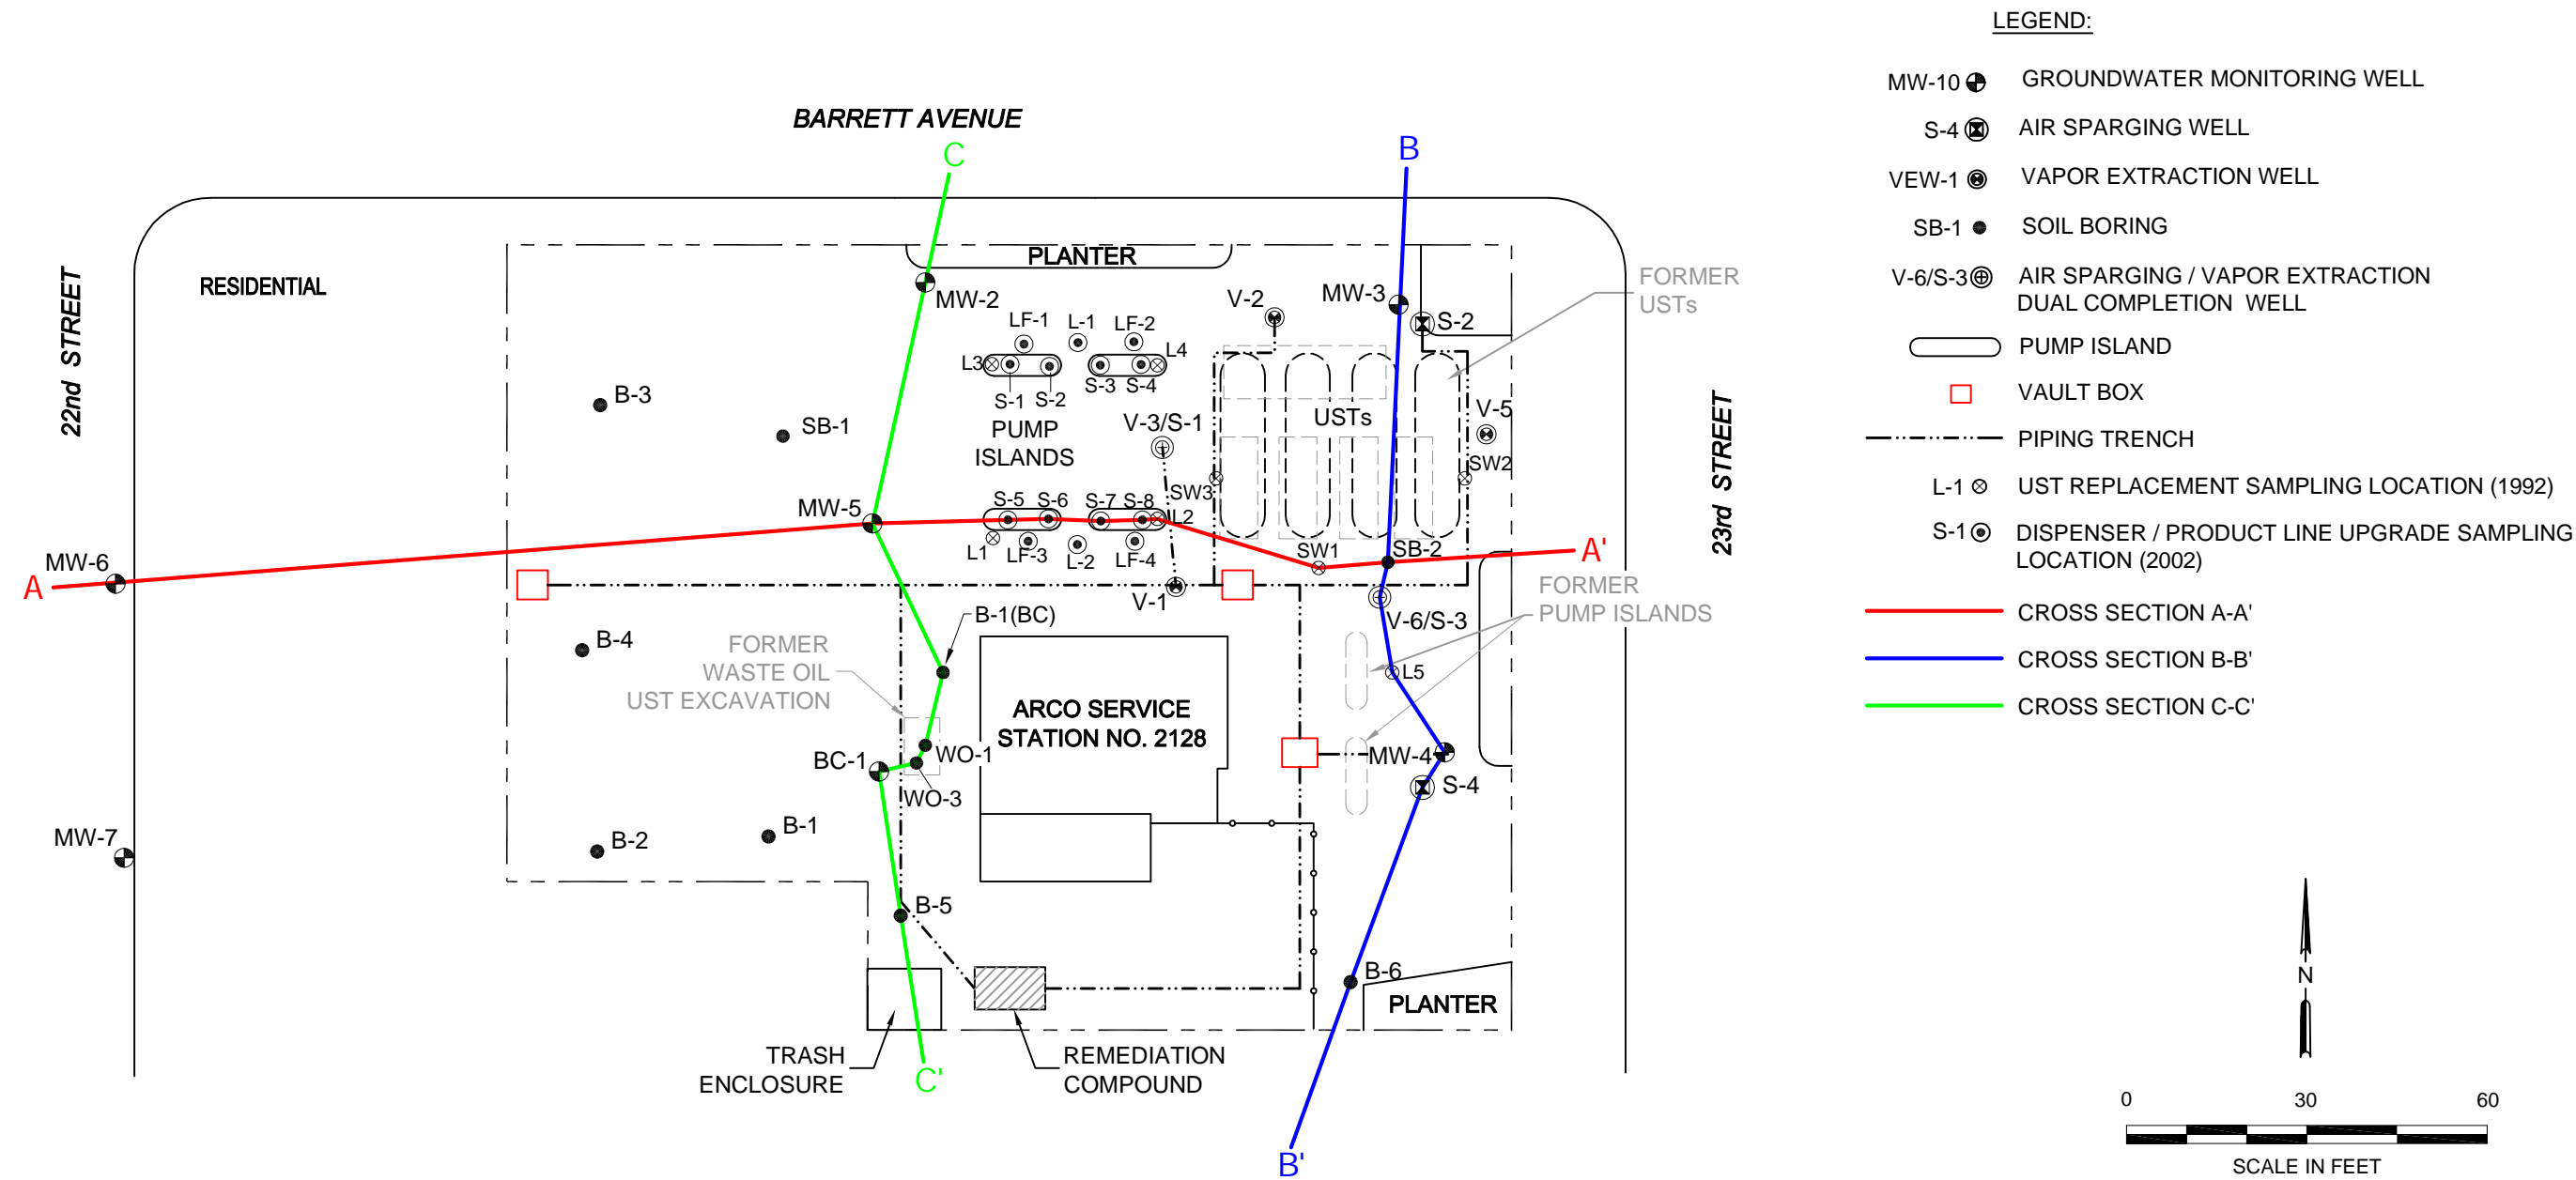 LEGEND:
MW-10 GROUNDWATER MONITORING WELL
S-4 AIR SPARGING WELL
VEW-1 VAPOR EXTRACTION WELL
SB-1 SOIL BORING
V-6/S-3 AIR SPARGING / VAPOR EXTRACTION
DUAL COMPLETION WELL
PUMP ISLAND
VAULT BOX
PIPING TRENCH
L-1 UST REPLACEMENT SAMPLING LOCATION (1992)
S-1 DISPENSER / PRODUCT LINE UPGRADE SAMPLING
LOCATION (2002)
CROSS SECTION A-A'
CROSS SECTION B-B'
CROSS SECTION C-C'
BARRETT AVENUE
C
B
22nd STREET
RESIDENTIAL
PLANTER
MW-2
MW-3
V-2
S-2
FORMER
USTs
LF-1
L-1
LF-2
L3
L4
S-1
S-2
S-3
S-4
B-3
SB-1
PUMP
ISLANDS
V-3/S-1
USTs
V-5
23rd STREET
SW3
SW2
MW-5
S-5
S-6
S-7
S-8
L2
L1
LF-3
L-2
LF-4
SW1
SB-2
A'
MW-6
A
V-1
V-6/S-3
FORMER
PUMP ISLANDS
B-1(BC)
B-4
FORMER
WASTE OIL
UST EXCAVATION
L5
ARCO SERVICE
STATION NO. 2128
BC-1
WO-1
WO-3
MW-4
S-4
MW-7
B-2
B-1
B-5
B-6
PLANTER
TRASH
ENCLOSURE
C'
REMEDIATION
COMPOUND
B'
N
0 30 60
SCALE IN FEET